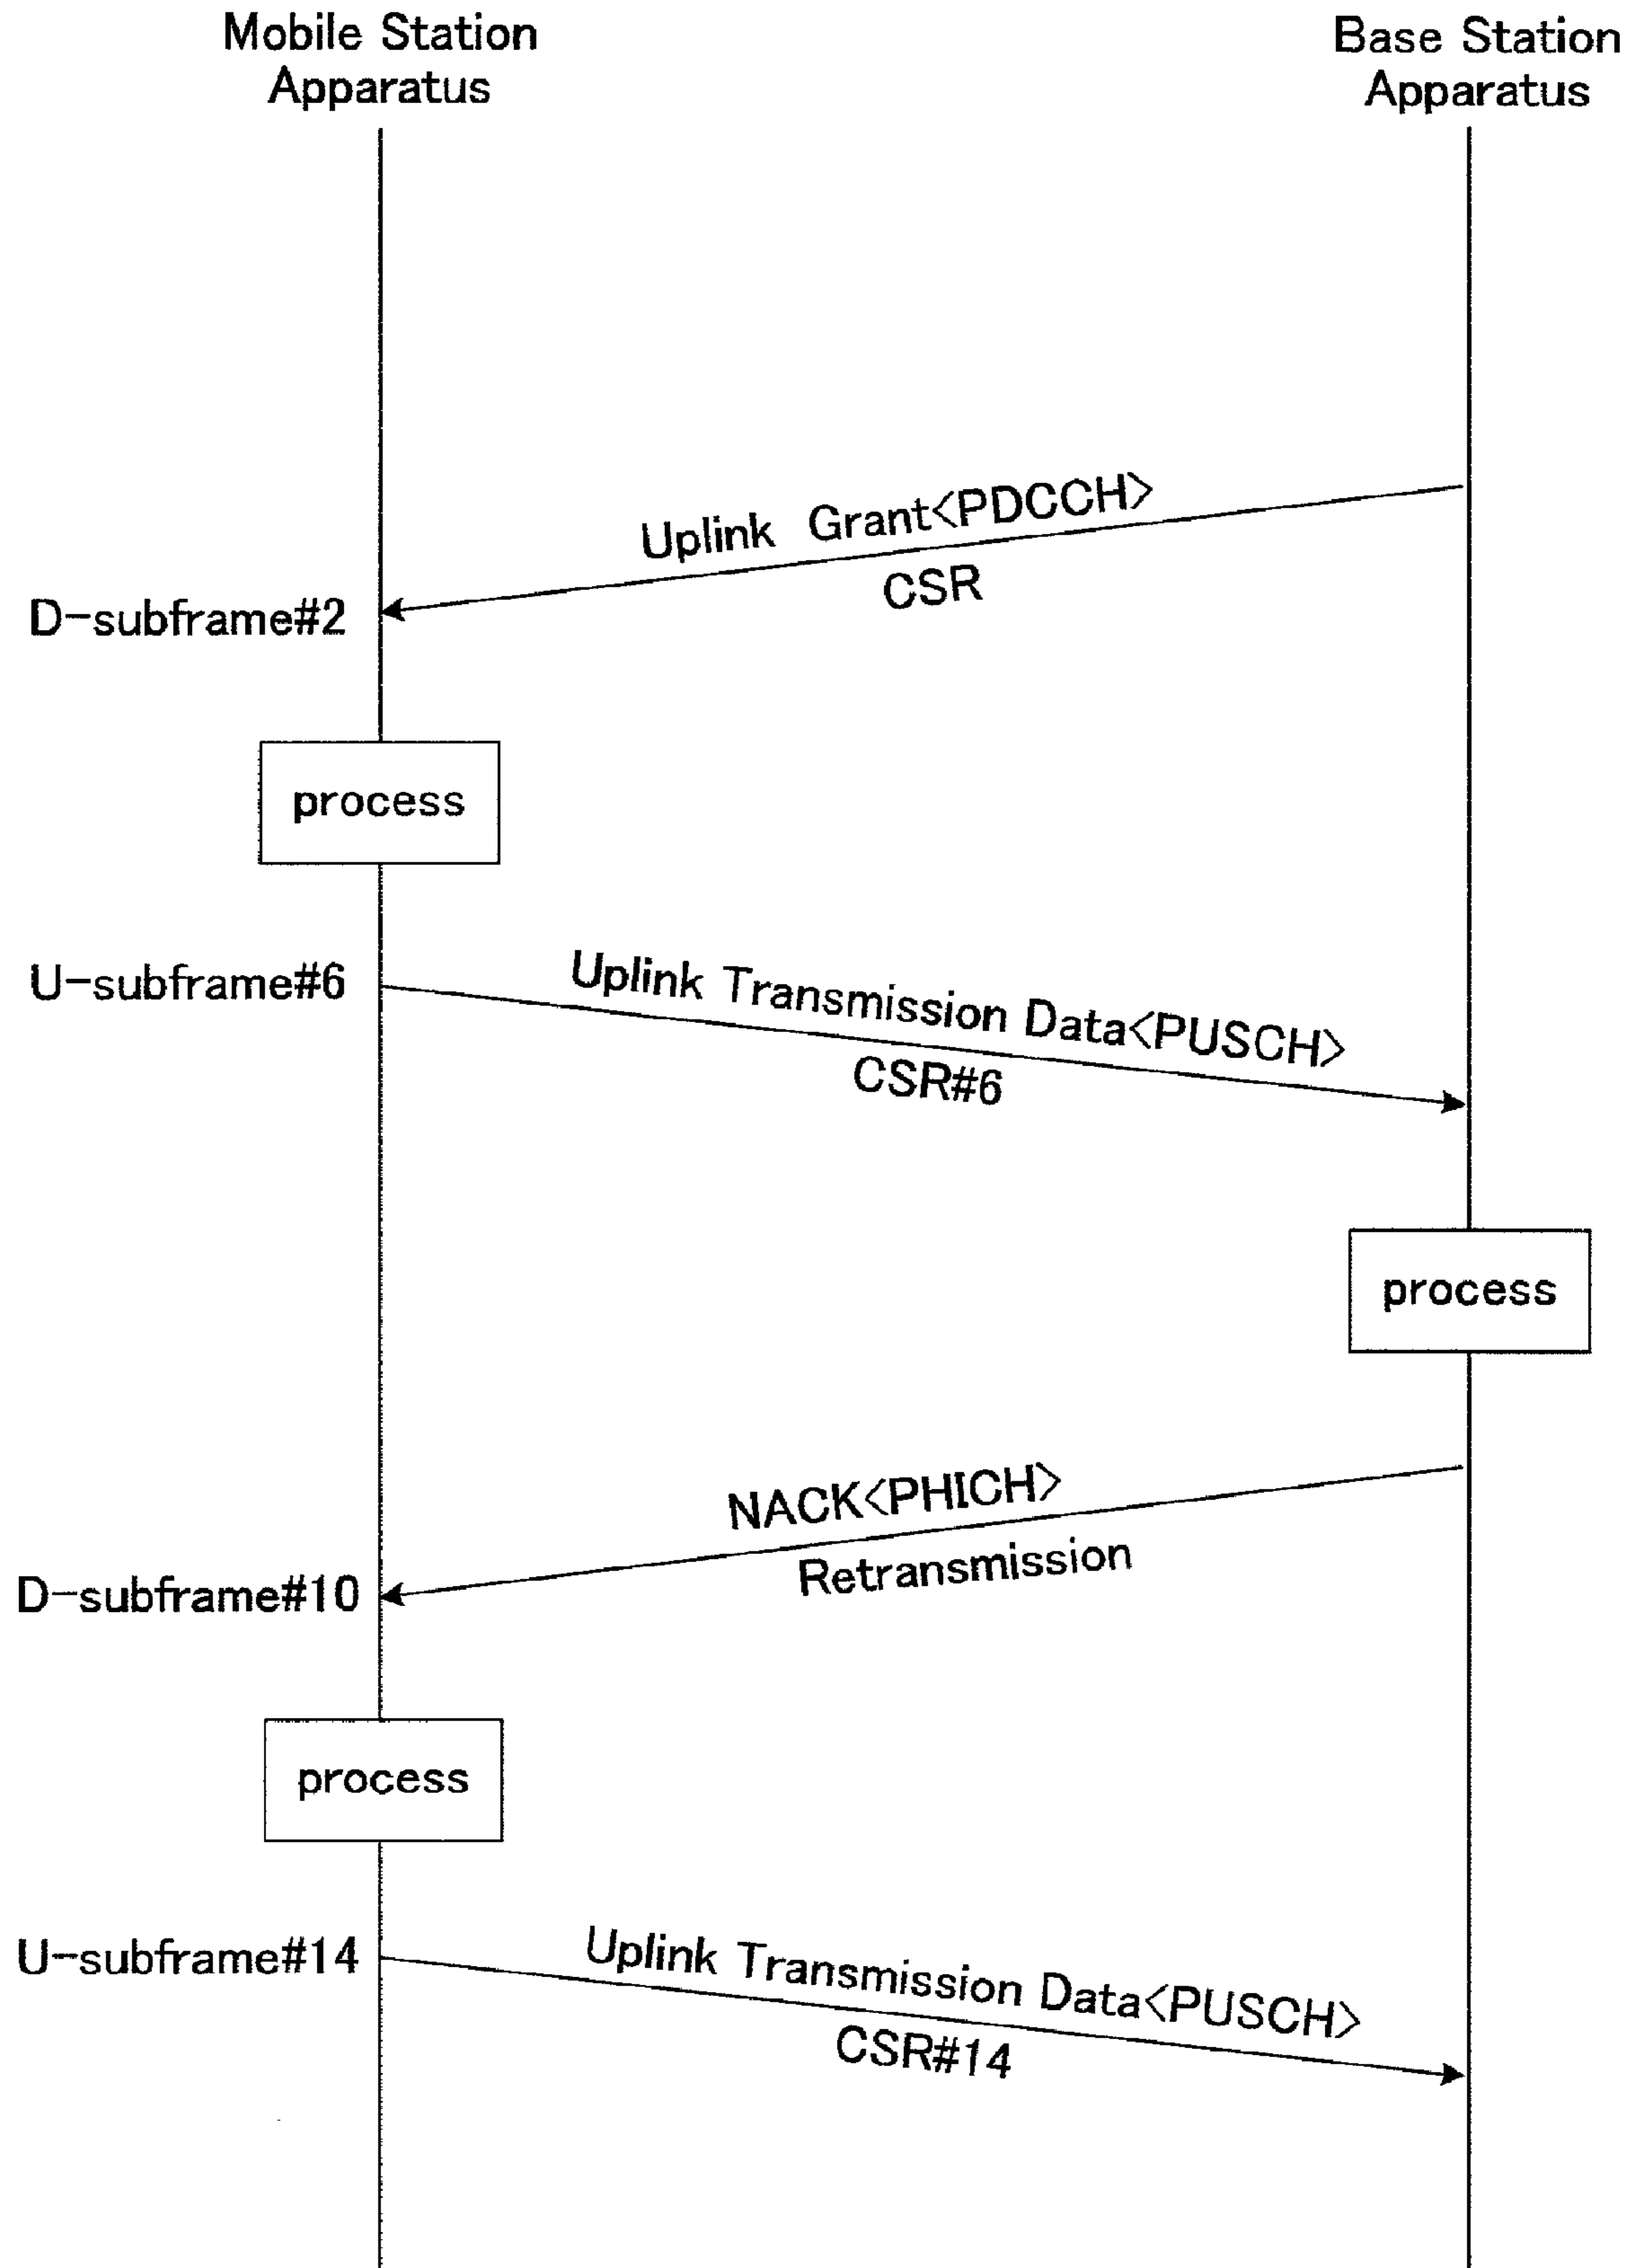 Mobile Station
Apparatus
Base Station
Apparatus
Uplink Grant<PDCCH>
CSR
D-subframe#2
process
U-subframe#6
Uplink Transmission Data<PUSCH>
CSR#6
process
NACK<PHICH>
Retransmission
D-subframe#10
process
U-subframe#14
Uplink Transmission Data<PUSCH>
CSR#14